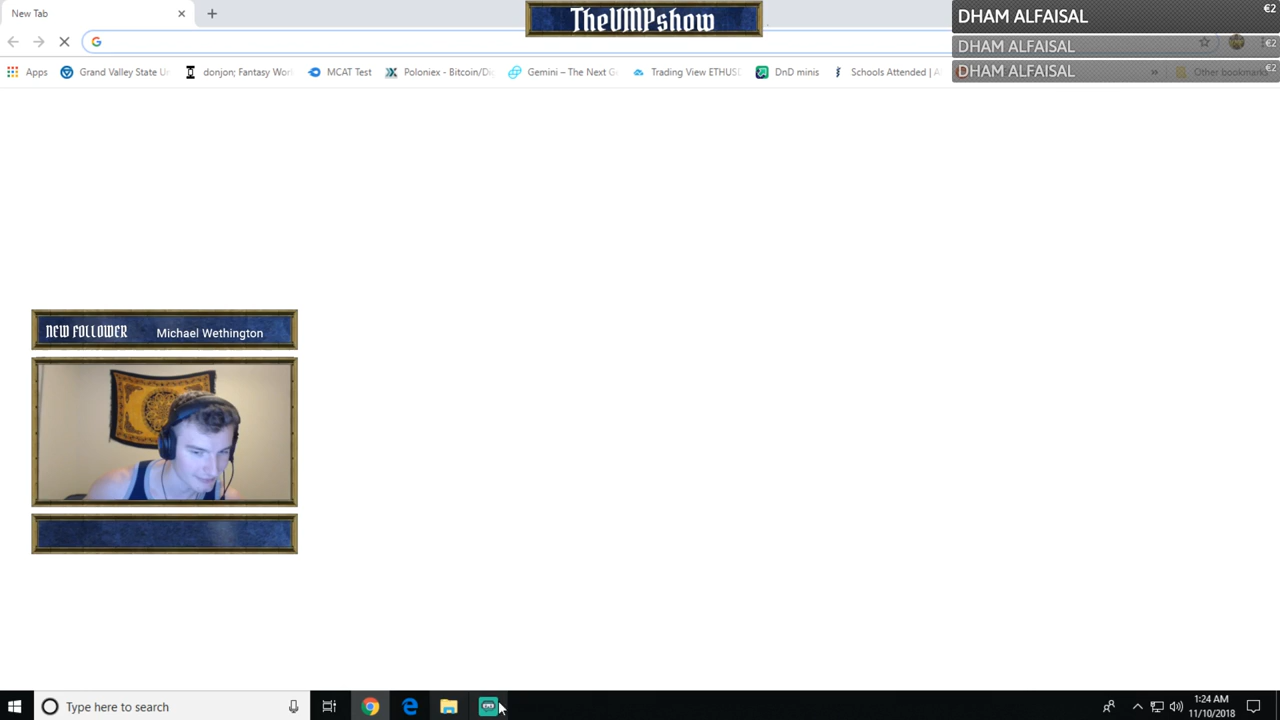 New Tab
TheVMPshow
DHAM ALFAISAL €2
DHAM ALFAISAL €2
DHAM ALFAISAL €2
Apps
Grand Valley State U
donjon; Fantasy Worl
MCAT Test
Poloniex - Bitcoin/Di
Gemini – The Next G
Trading View ETHUSD
DnD minis
Schools Attended | A
» Other bookmarks
NEW FOLLOWER Michael Wethington
Type here to search
1:24 AM
11/10/2018